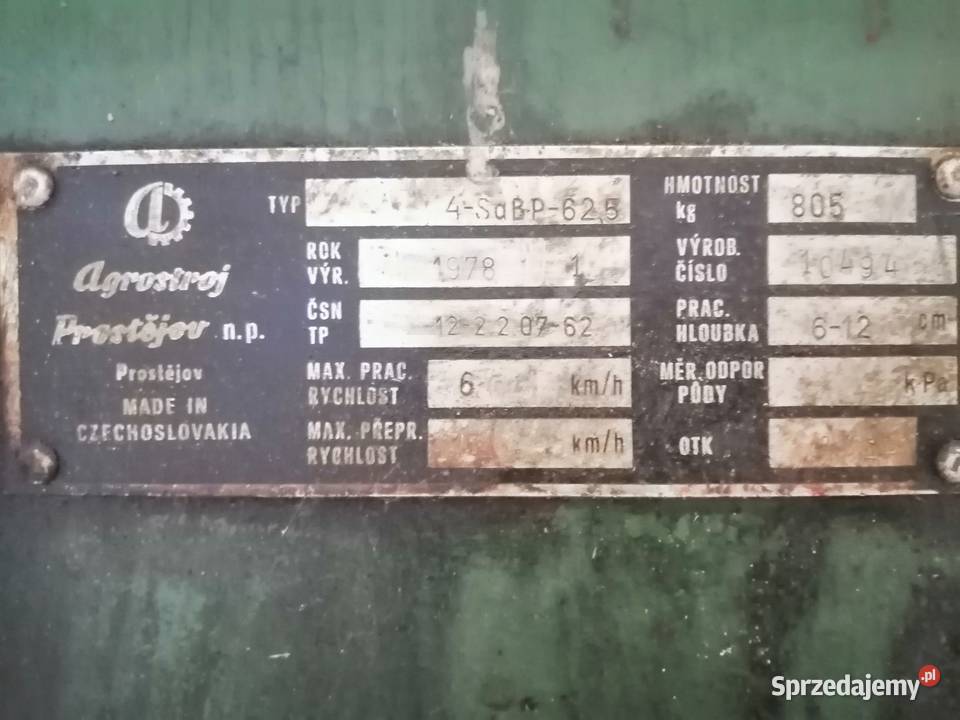 Agrostroj
Prostějov n.p.
Prostějov
MADE IN
CZECHOSLOVAKIA
TYP 4-SaBP-625
ROK VÝR. 1978 1
ČSN TP 12-2207-62
MAX. PRAC. RYCHLOST 6 km/h
MAX. PŘEPR. RYCHLOST km/h
HMOTNOST kg 805
VÝROB. ČÍSLO 10494
PRAC. HLOUBKA 6-12 cm
MĚR. ODPOR PŮDY kPa
OTK
Sprzedajemy.pl